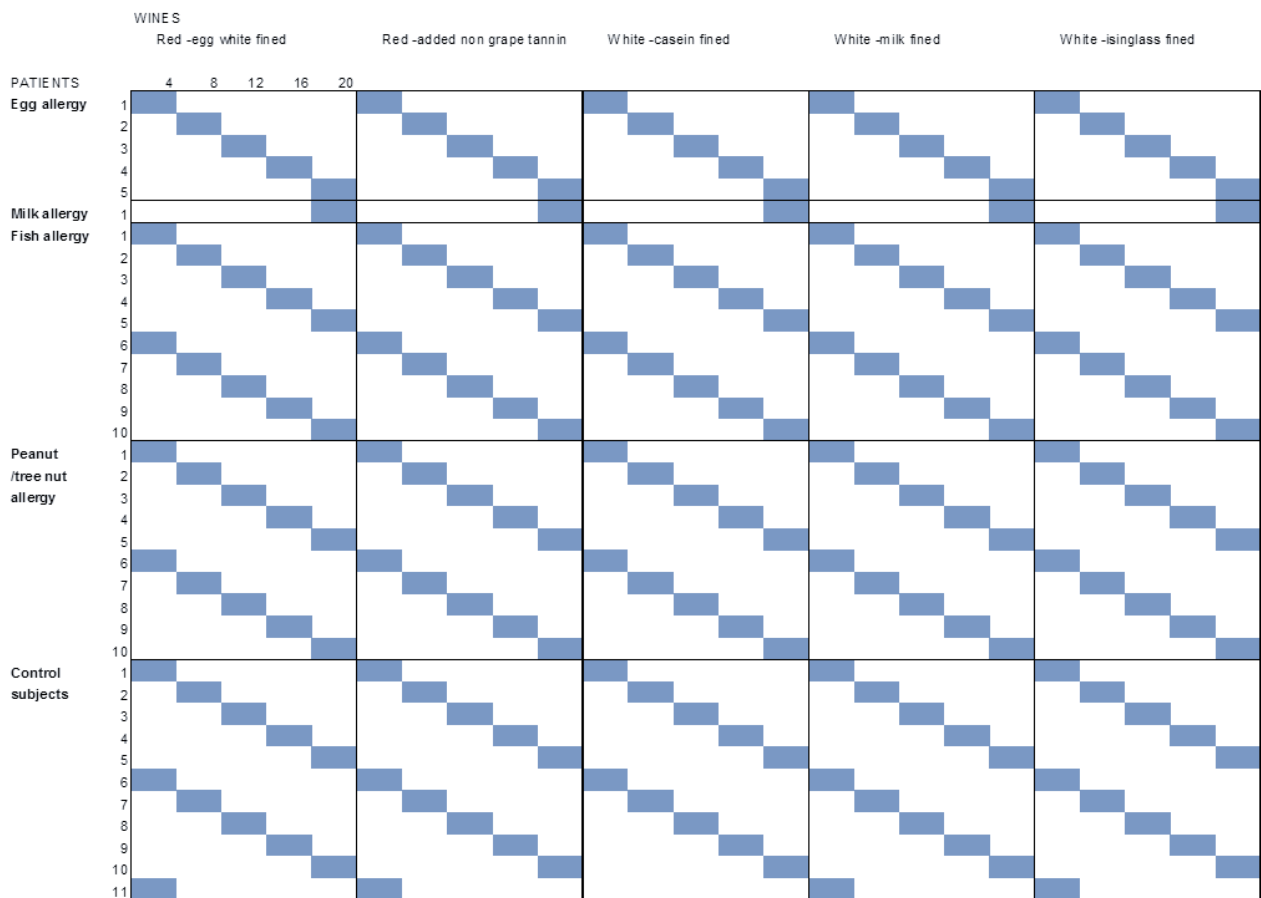 WINES
Red -egg white fined Red -added non grape tannin White -casein fined White -milk fined White -isinglass fined
PATIENTS 4 8 12 16 20
Egg allergy 1
2
3
4
5
Milk allergy 1
Fish allergy 1
2
3
4
5
6
7
8
9
10
Peanut 1
/tree nut 2
allergy 3
4
5
6
7
8
9
10
Control 1
subjects 2
3
4
5
6
7
8
9
10
11